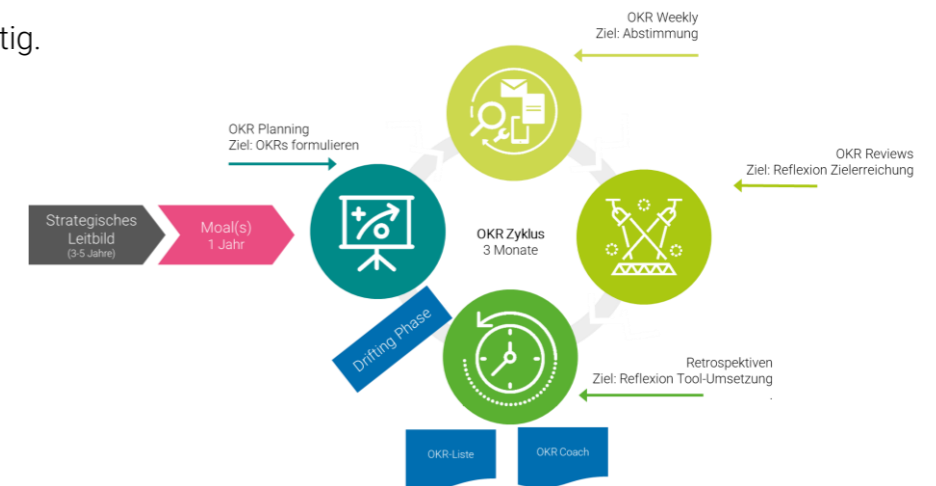 tig.
OKR Weekly
Ziel: Abstimmung
OKR Planning
Ziel: OKRs formulieren
OKR Reviews
Ziel: Reflexion Zielerreichung
Strategisches
Leitbild
(3-5 Jahre)
Moal(s)
1 Jahr
OKR Zyklus
3 Monate
Drifting Phase
Retrospektiven
Ziel: Reflexion Tool-Umsetzung
.
OKR-Liste
OKR Coach